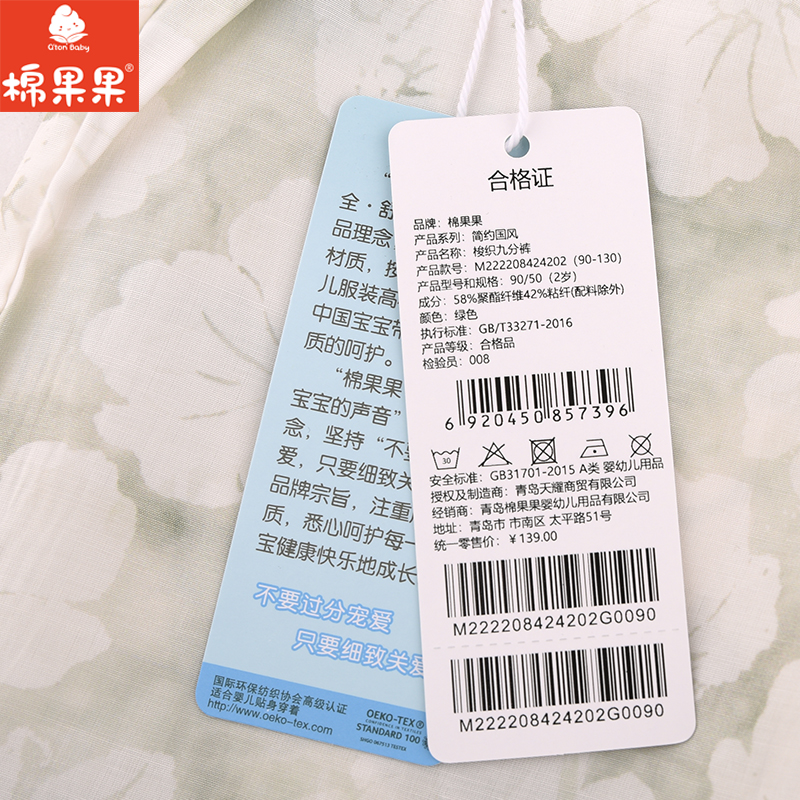 Q'ton Baby
棉果果®
“
全·舒
品理念
材质，按
儿服装高
中国宝宝带
质的呵护。
“棉果果
宝宝的声音”
念，坚持“不要
爱，只要细致关
品牌宗旨，注重
质，悉心呵护每一
宝健康快乐地成长
不要过分宠爱
只要细致关爱
国际环保纺织协会高级认证
适合婴儿贴身穿着
http://www.oeko-tex.com
OEKO-TEX®
CONFIDENCE IN TEXTILES
STANDARD 100
合格证
品牌：棉果果
产品系列：简约国风
产品名称：梭织九分裤
产品款号：M222208424202（90-130）
产品型号和规格：90/50（2岁）
成分：58%聚酯纤维42%粘纤(配料除外)
颜色：绿色
执行标准：GB/T33271-2016
产品等级：合格品
检验员：008
6 920450 857396
30
安全标准：GB31701-2015 A类 婴幼儿用品
授权及制造商：青岛天耀商贸有限公司
经销商：青岛棉果果婴幼儿用品有限公司
地址：青岛市 市南区 太平路51号
统一零售价：￥139.00
M222208424202G0090
M222208424202G0090